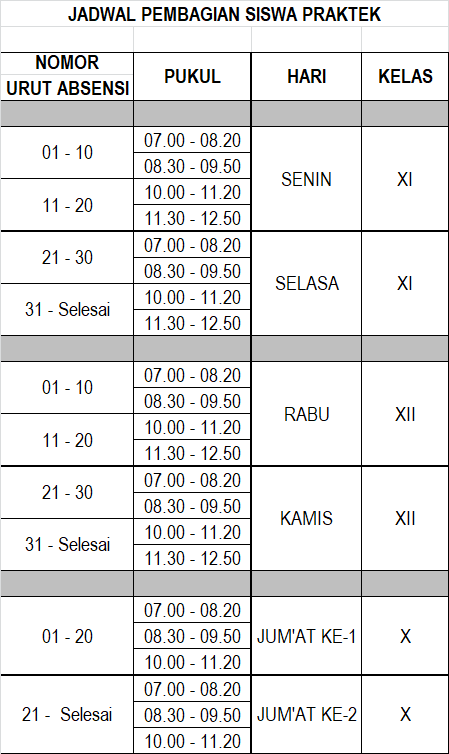 JADWAL PEMBAGIAN SISWA PRAKTEK
NOMOR URUT ABSENSI PUKUL HARI KELAS
01 - 10 07.00 - 08.20 SENIN XI
08.30 - 09.50
11 - 20 10.00 - 11.20
11.30 - 12.50
21 - 30 07.00 - 08.20 SELASA XI
08.30 - 09.50
31 - Selesai 10.00 - 11.20
11.30 - 12.50
01 - 10 07.00 - 08.20 RABU XII
08.30 - 09.50
11 - 20 10.00 - 11.20
11.30 - 12.50
21 - 30 07.00 - 08.20 KAMIS XII
08.30 - 09.50
31 - Selesai 10.00 - 11.20
11.30 - 12.50
07.00 - 08.20
01 - 20 08.30 - 09.50 JUM'AT KE-1 X
10.00 - 11.20
07.00 - 08.20
21 - Selesai 08.30 - 09.50 JUM'AT KE-2 X
10.00 - 11.20